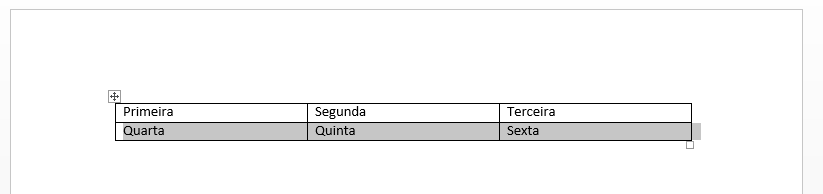 Primeira Segunda Terceira
Quarta Quinta Sexta